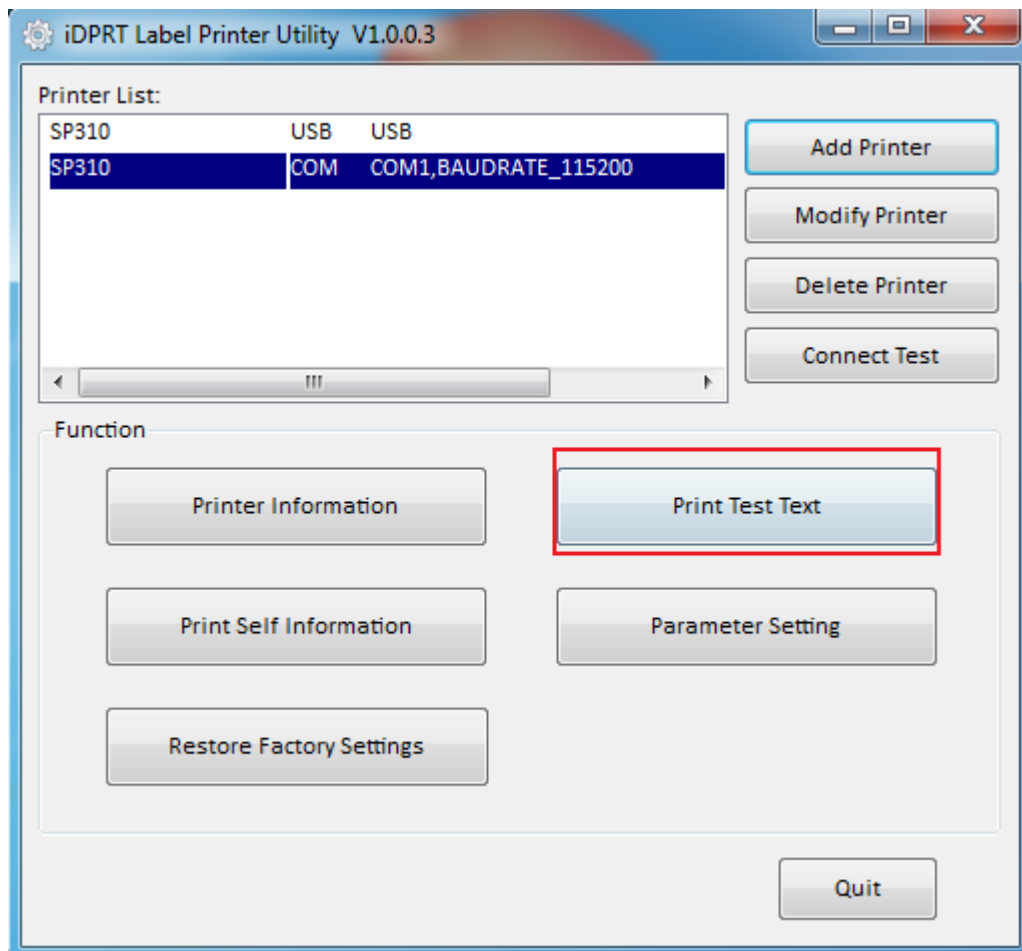 iDPRT Label Printer Utility V1.0.0.3
Printer List:
SP310 USB USB
SP310 COM COM1,BAUDRATE_115200
Add Printer
Modify Printer
Delete Printer
Connect Test
Function
Printer Information
Print Test Text
Print Self Information
Parameter Setting
Restore Factory Settings
Quit